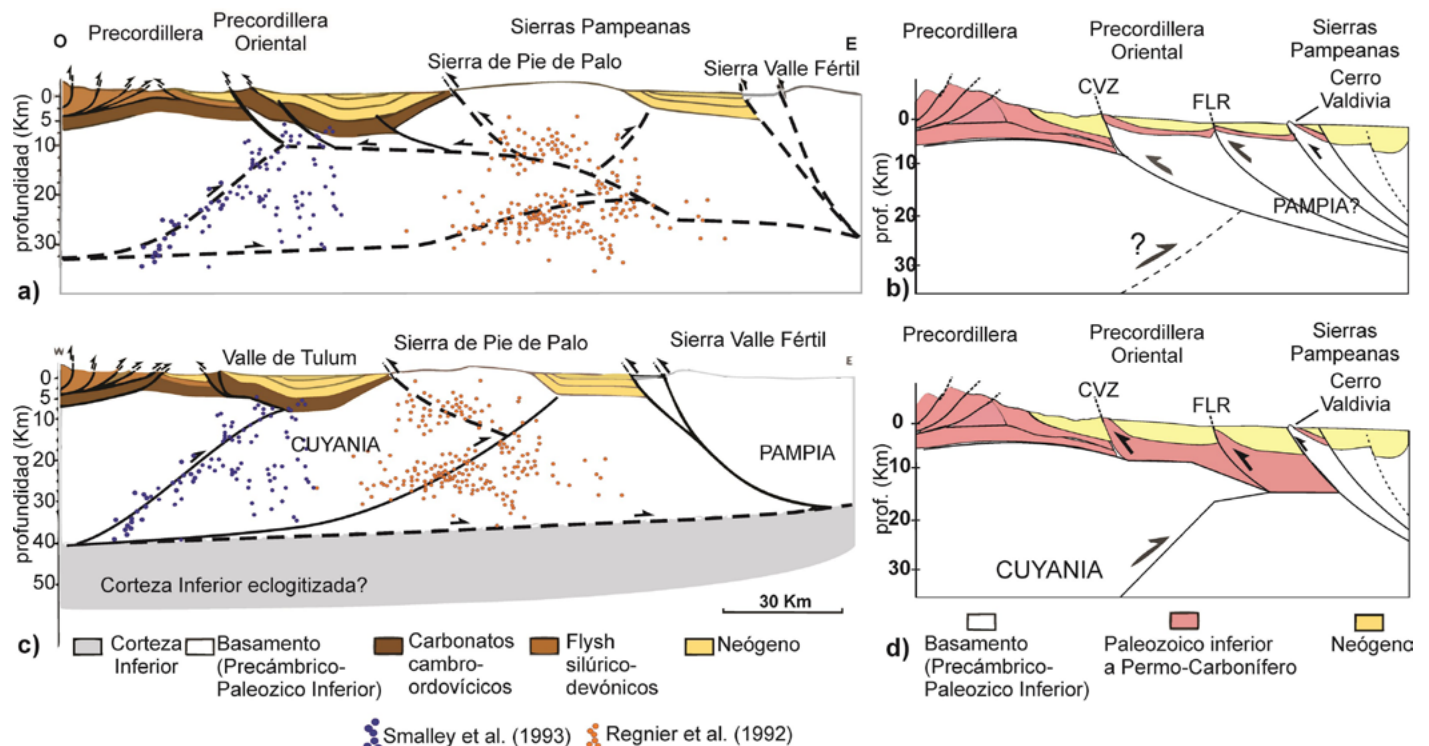 Precordillera
Precordillera
Oriental
Sierras Pampeanas
O
E
Sierra de Pie de Palo
Sierra Valle Fértil
profundidad (Km)
0
5
10
20
30
a)
Precordillera
Precordillera
Oriental
Sierras
Pampeanas
Cerro
Valdivia
CVZ
FLR
prof. (Km)
0
10
20
30
PAMPIA?
?
b)
W
E
Valle de Tulum
Sierra de Pie de Palo
Sierra Valle Fértil
profundidad (Km)
0
5
10
20
30
40
50
CUYANIA
PAMPIA
Corteza Inferior eclogitizada?
30 Km
c)
Corteza
Inferior
Basamento
(Precámbrico-
Paleozico Inferior)
Carbonatos
cambro-
ordovícicos
Flysh
silúrico-
devónicos
Neógeno
Smalley et al. (1993)
Regnier et al. (1992)
Precordillera
Precordillera
Oriental
Sierras
Pampeanas
Cerro
Valdivia
CVZ
FLR
prof. (Km)
0
10
20
30
CUYANIA
d)
Basamento
(Precámbrico-
Paleozoico Inferior)
Paleozoico inferior
a Permo-Carbonífero
Neógeno